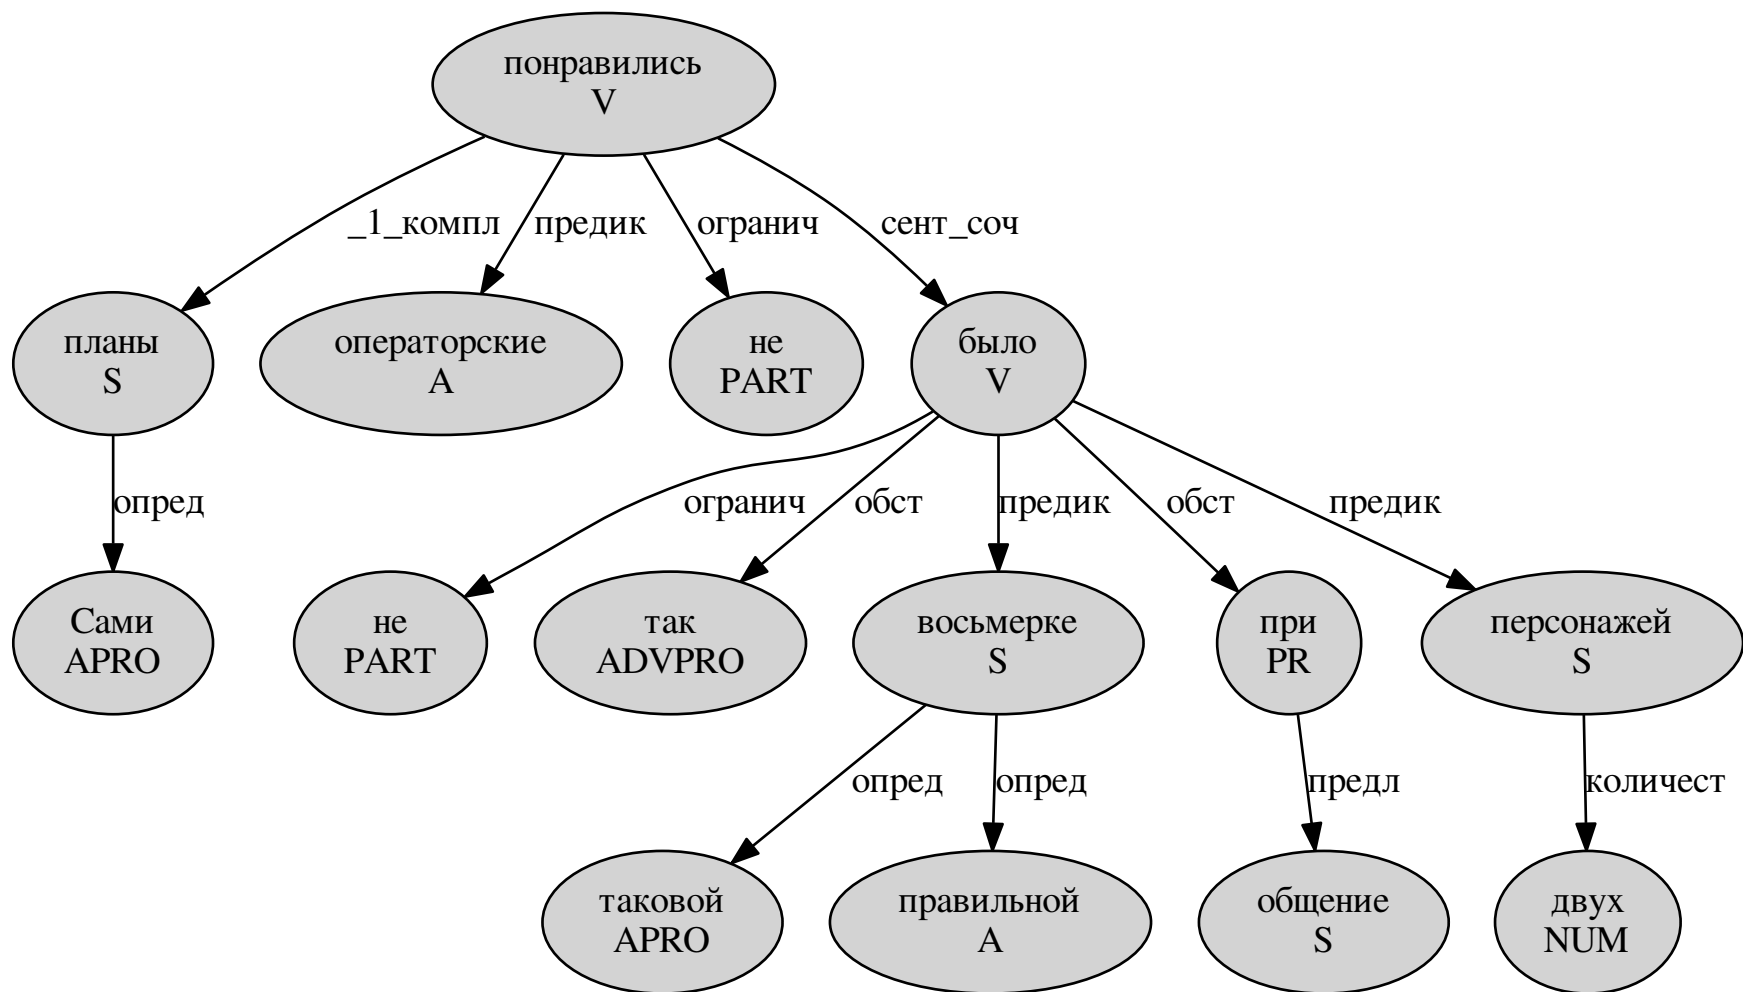 понравились
V
_1_компл
предик
огранич
сент_соч
планы
S
операторские
A
не
PART
было
V
опред
огранич
обст
предик
обст
предик
Сами
APRO
не
PART
так
ADVPRO
восьмерке
S
при
PR
персонажей
S
опред
опред
предл
количест
таковой
APRO
правильной
A
общение
S
двух
NUM